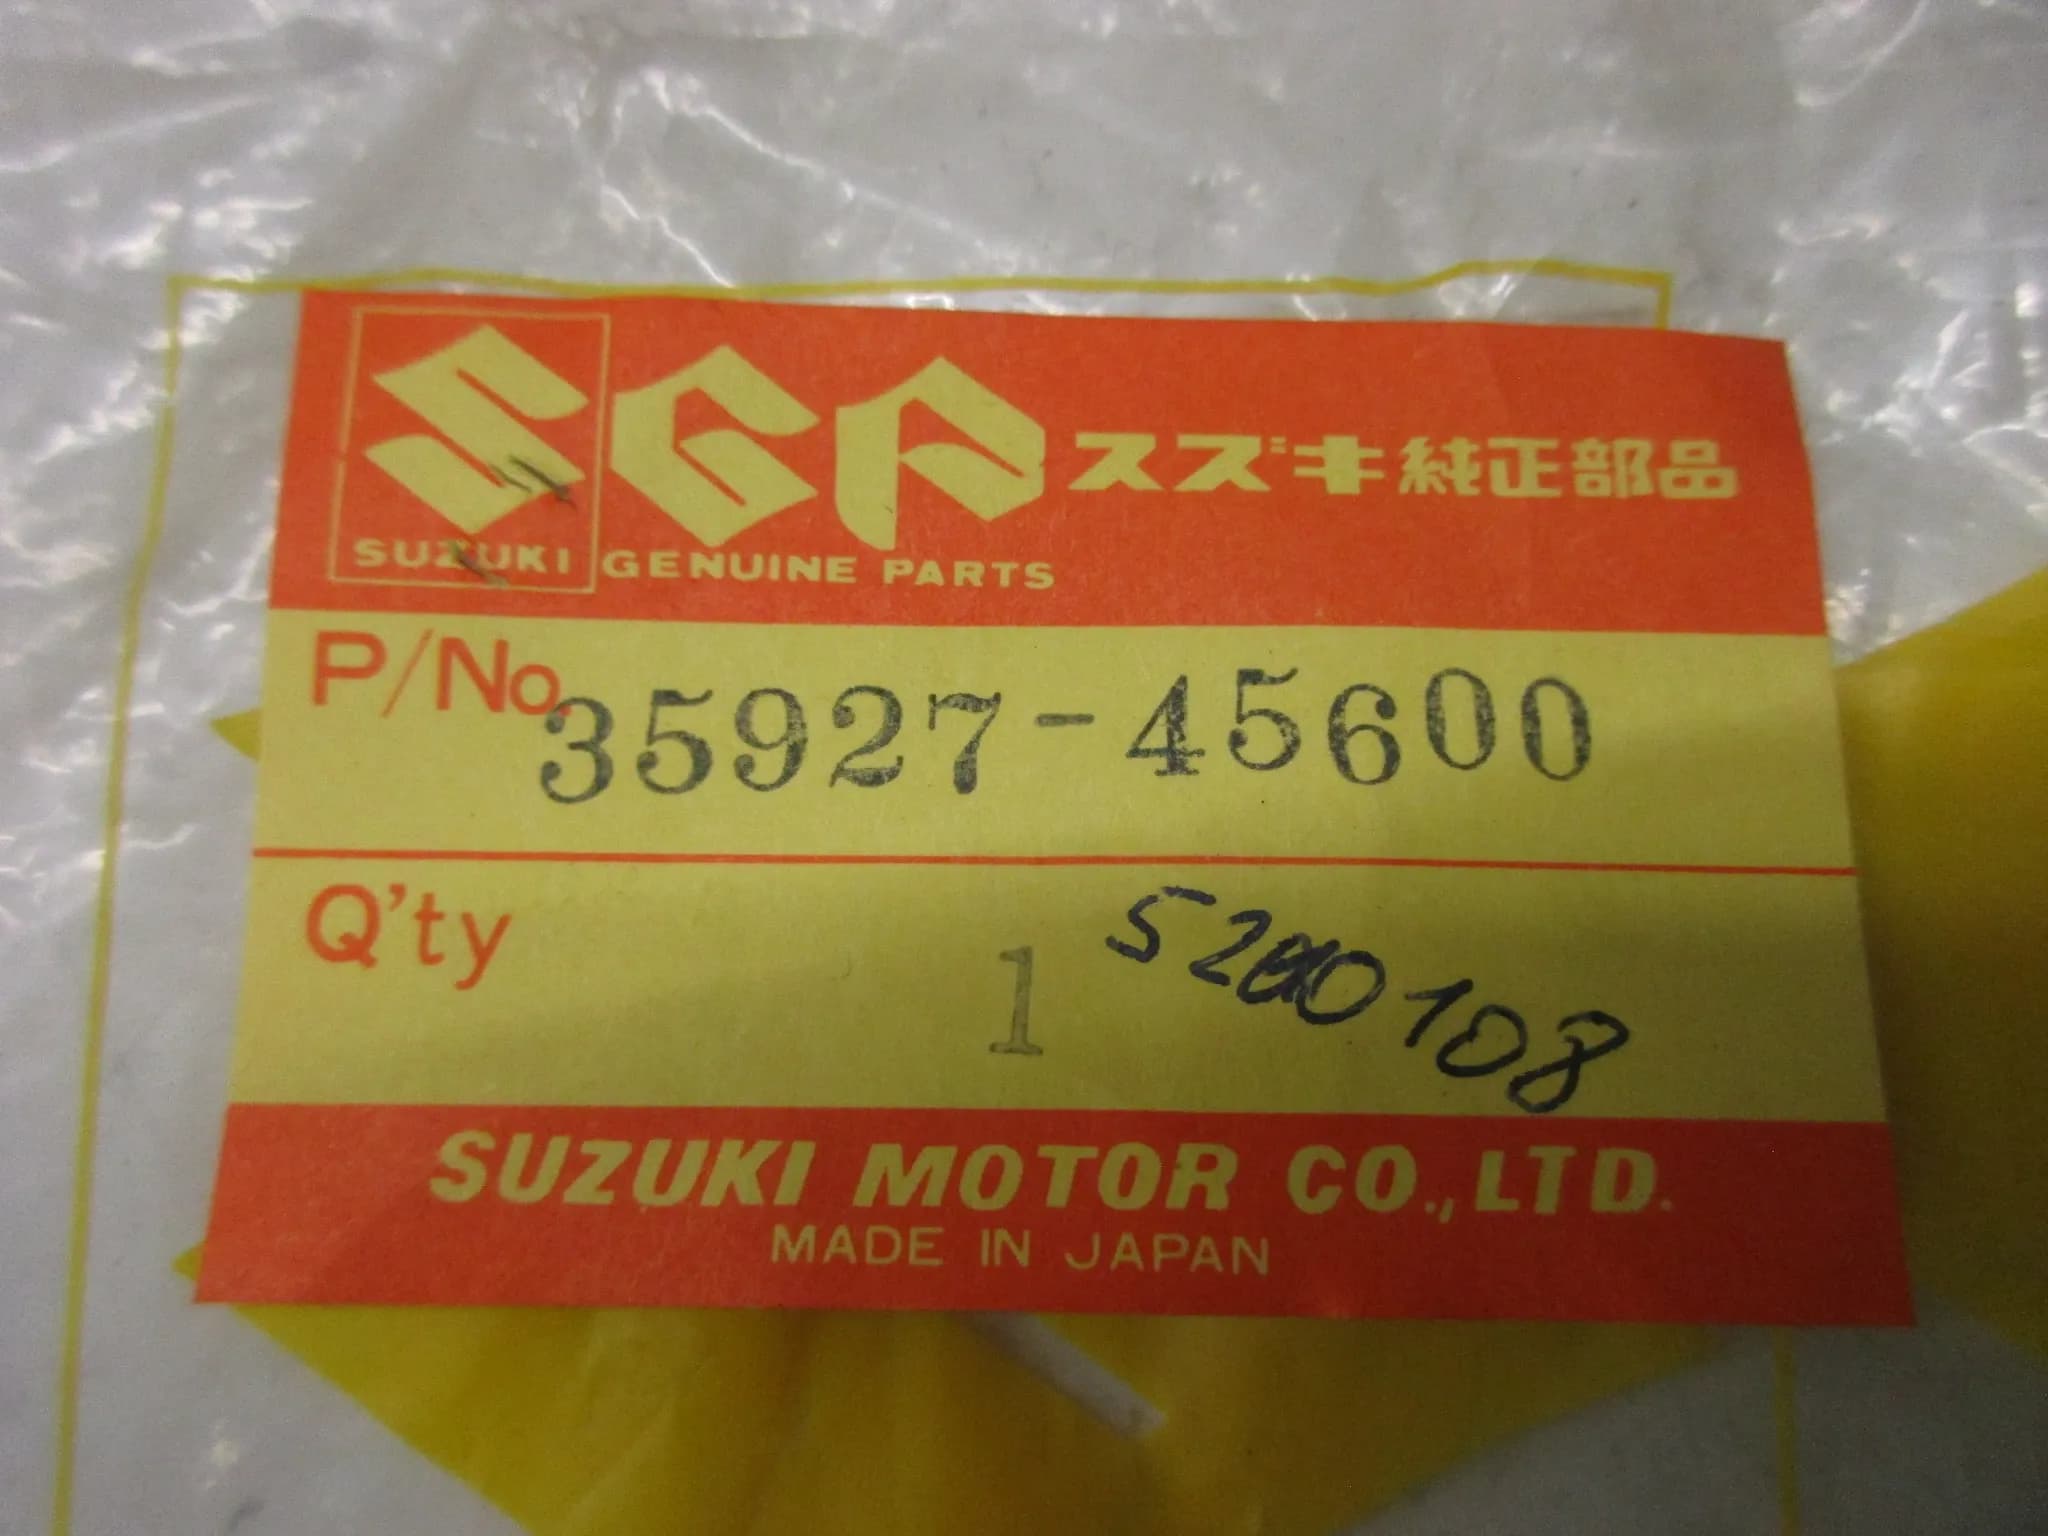 SGP スズキ純正部品
SUZUKI GENUINE PARTS
P/No. 35927-45600
Q'ty 1
SUZUKI MOTOR CO., LTD.
MADE IN JAPAN